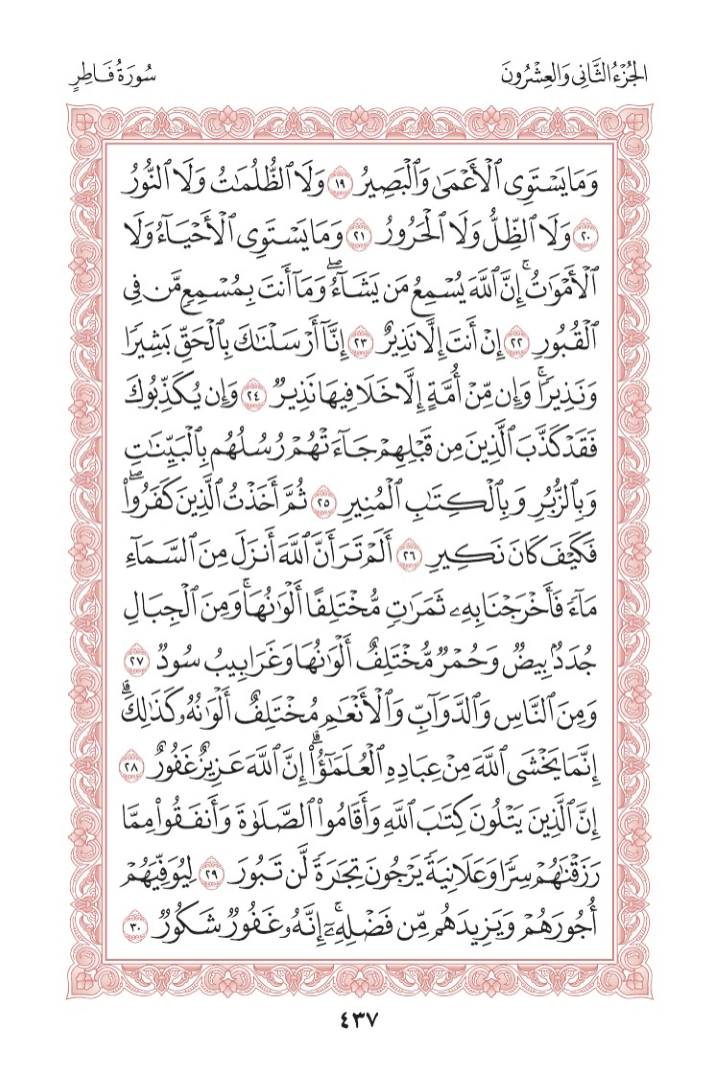 الجُزْءُ الثَّانِي وَالعِشْرُونَ
سُورَةُ فَاطِرٍ
وَمَا يَسْتَوِي ٱلْأَعْمَىٰ وَٱلْبَصِيرُ ١٩ وَلَا ٱلظُّلُمَٰتُ وَلَا ٱلنُّورُ
٢٠ وَلَا ٱلظِّلُّ وَلَا ٱلْحَرُورُ ٢١ وَمَا يَسْتَوِي ٱلْأَحْيَآءُ وَلَا
ٱلْأَمْوَٰتُ ۚ إِنَّ ٱللَّهَ يُسْمِعُ مَن يَشَآءُ ۖ وَمَآ أَنتَ بِمُسْمِعٍ مَّن فِي
ٱلْقُبُورِ ٢٢ إِنْ أَنتَ إِلَّا نَذِيرٌ ٢٣ إِنَّآ أَرْسَلْنَٰكَ بِٱلْحَقِّ بَشِيرًا
وَنَذِيرًا ۚ وَإِن مِّنْ أُمَّةٍ إِلَّا خَلَا فِيهَا نَذِيرٌ ٢٤ وَإِن يُكَذِّبُوكَ
فَقَدْ كَذَّبَ ٱلَّذِينَ مِن قَبْلِهِمْ جَآءَتْهُمْ رُسُلُهُم بِٱلْبَيِّنَٰتِ
وَبِٱلزُّبُرِ وَبِٱلْكِتَٰبِ ٱلْمُنِيرِ ٢٥ ثُمَّ أَخَذْتُ ٱلَّذِينَ كَفَرُوا۟ ۖ
فَكَيْفَ كَانَ نَكِيرِ ٢٦ أَلَمْ تَرَ أَنَّ ٱللَّهَ أَنزَلَ مِنَ ٱلسَّمَآءِ
مَآءً فَأَخْرَجْنَا بِهِۦ ثَمَرَٰتٍ مُّخْتَلِفًا أَلْوَٰنُهَا ۚ وَمِنَ ٱلْجِبَالِ
جُدَدٌۢ بِيضٌ وَحُمْرٌ مُّخْتَلِفٌ أَلْوَٰنُهَا وَغَرَابِيبُ سُودٌ ٢٧
وَمِنَ ٱلنَّاسِ وَٱلدَّوَآبِّ وَٱلْأَنْعَٰمِ مُخْتَلِفٌ أَلْوَٰنُهُۥ كَذَٰلِكَ ۗ
إِنَّمَا يَخْشَى ٱللَّهَ مِنْ عِبَادِهِ ٱلْعُلَمَٰٓؤُا۟ ۗ إِنَّ ٱللَّهَ عَزِيزٌ غَفُورٌ ٢٨
إِنَّ ٱلَّذِينَ يَتْلُونَ كِتَٰبَ ٱللَّهِ وَأَقَامُوا۟ ٱلصَّلَوٰةَ وَأَنفَقُوا۟ مِمَّا
رَزَقْنَٰهُمْ سِرًّا وَعَلَانِيَةً يَرْجُونَ تِجَٰرَةً لَّن تَبُورَ ٢٩ لِيُوَفِّيَهُمْ
أُجُورَهُمْ وَيَزِيدَهُم مِّن فَضْلِهِۦٓ ۚ إِنَّهُۥ غَفُورٌ شَكُورٌ ٣٠
٤٣٧